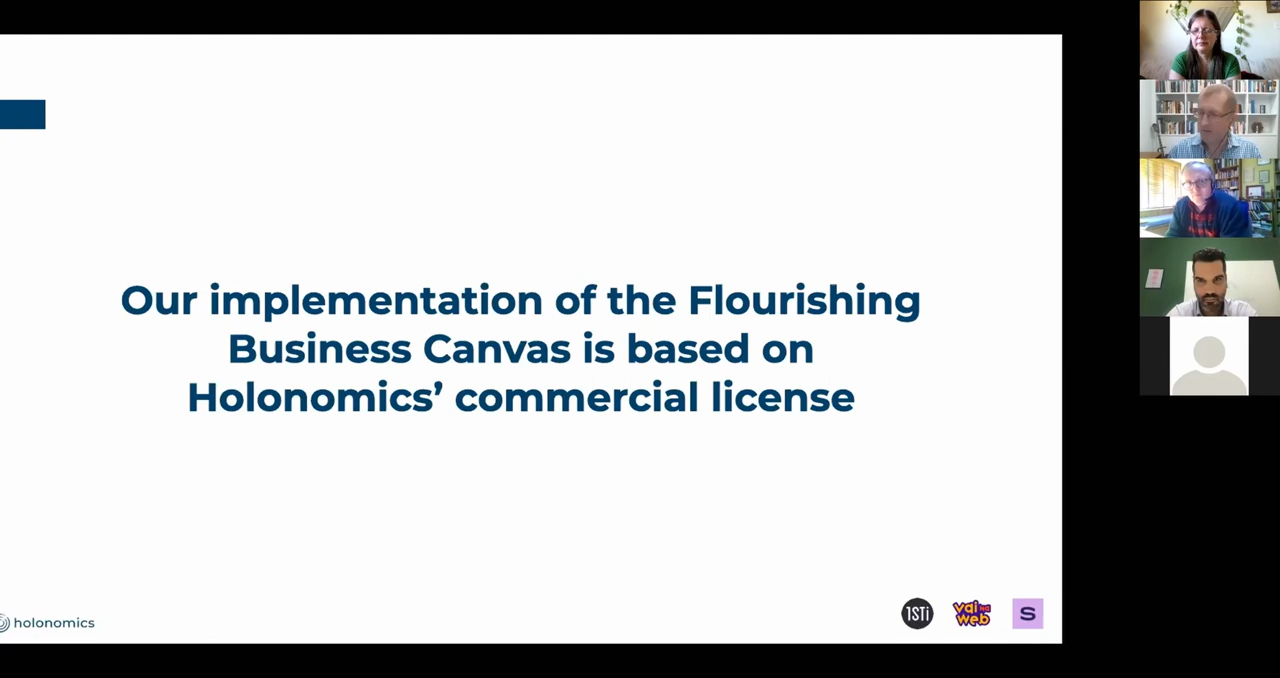 Our implementation of the Flourishing
Business Canvas is based on
Holonomics’ commercial license
holonomics
1STi
vai na
web
S